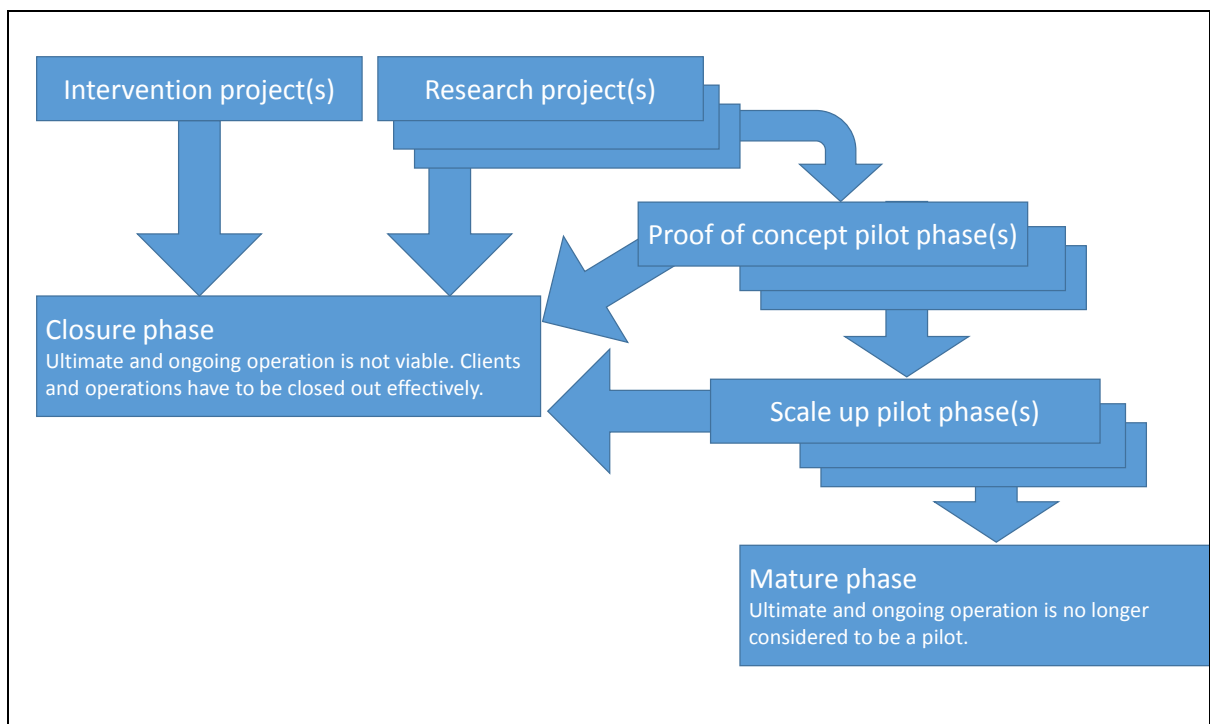 Intervention project(s)
Research project(s)
Proof of concept pilot phase(s)
Closure phase
Ultimate and ongoing operation is not viable. Clients
and operations have to be closed out effectively.
Scale up pilot phase(s)
Mature phase
Ultimate and ongoing operation is no longer
considered to be a pilot.